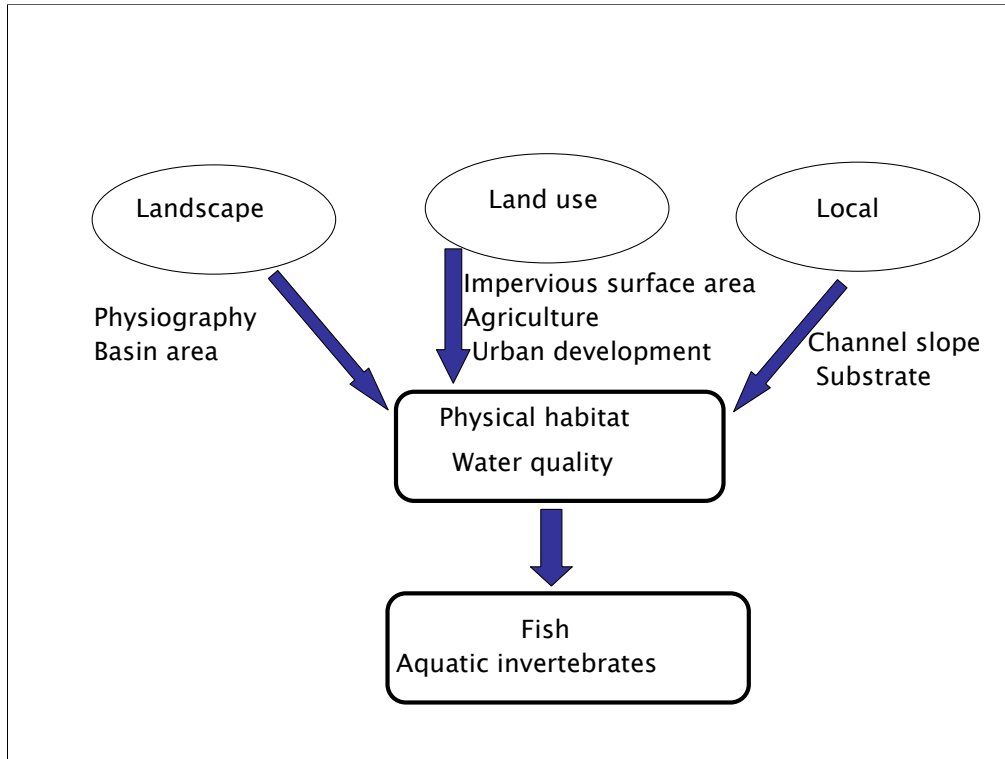 Landscape
Land use
Local
Physiography
Basin area
Impervious surface area
Agriculture
Urban development
Channel slope
Substrate
Physical habitat
Water quality
Fish
Aquatic invertebrates